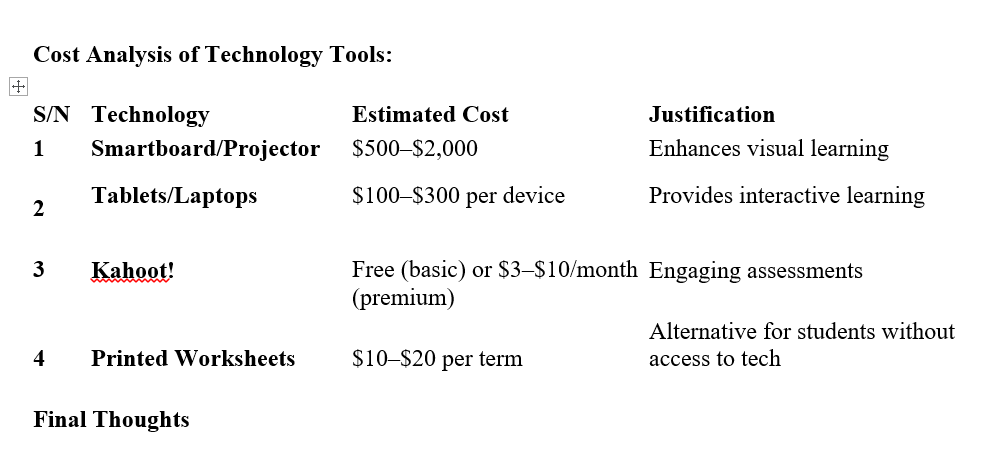 Cost Analysis of Technology Tools:
S/N Technology Estimated Cost Justification
1 Smartboard/Projector $500–$2,000 Enhances visual learning
2 Tablets/Laptops $100–$300 per device Provides interactive learning
3 Kahoot! Free (basic) or $3–$10/month Engaging assessments
(premium)
Alternative for students without
4 Printed Worksheets $10–$20 per term access to tech
Final Thoughts